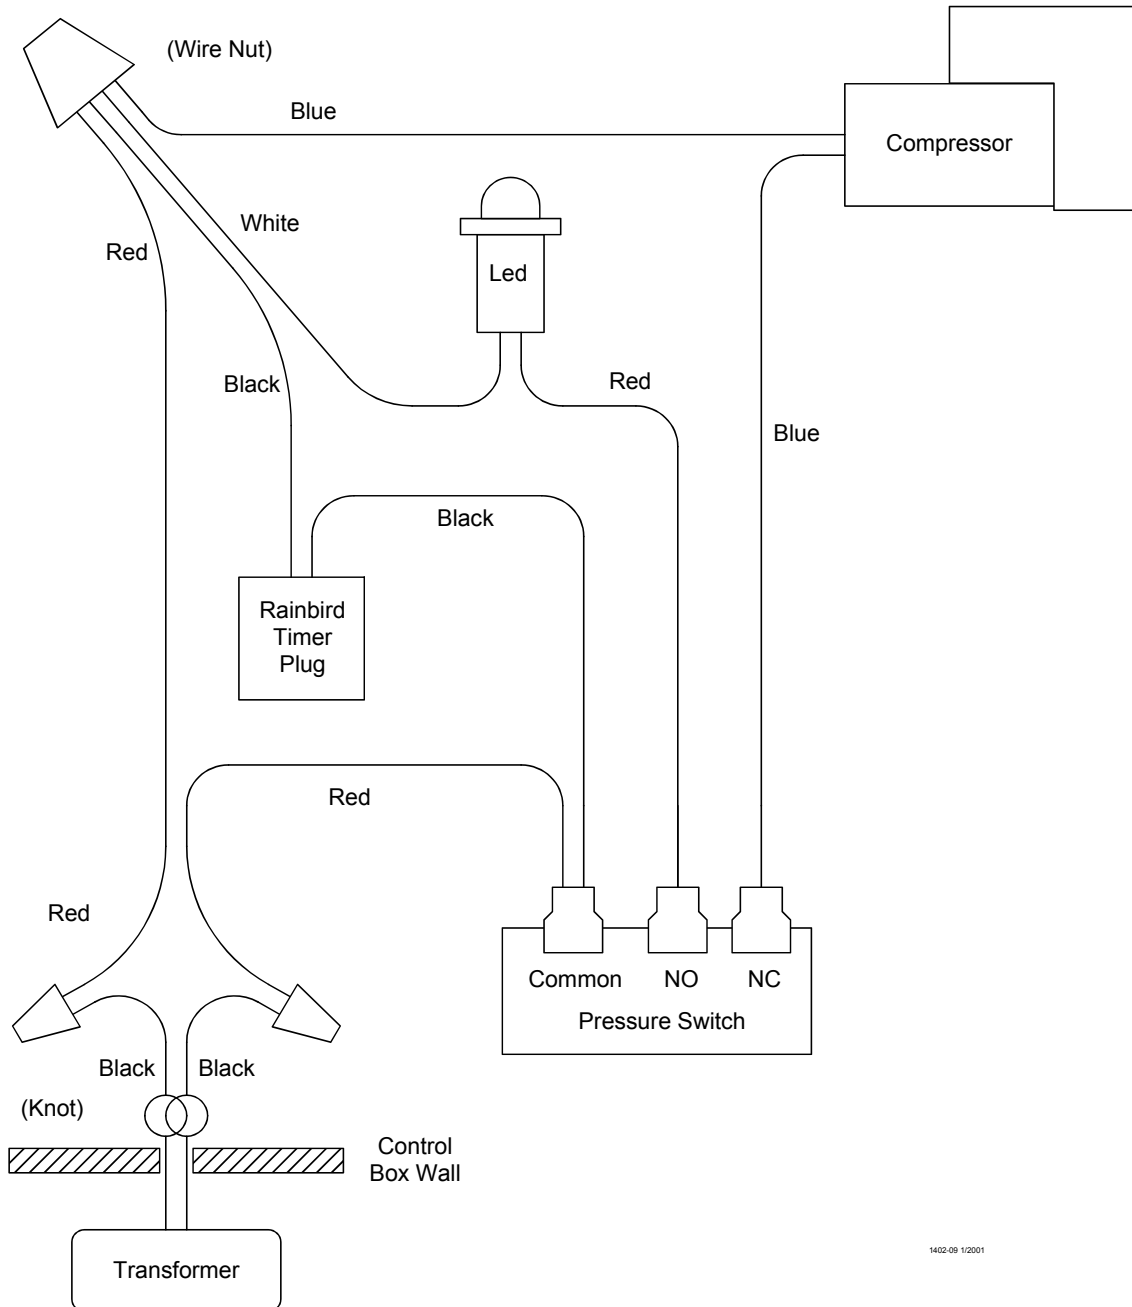 (Wire Nut)
Blue
Compressor
White
Red
Led
Black
Red
Blue
Black
Rainbird
Timer
Plug
Red
Red
Common
NO
NC
Pressure Switch
Black
Black
(Knot)
Control
Box Wall
Transformer
1402-09 1/2001